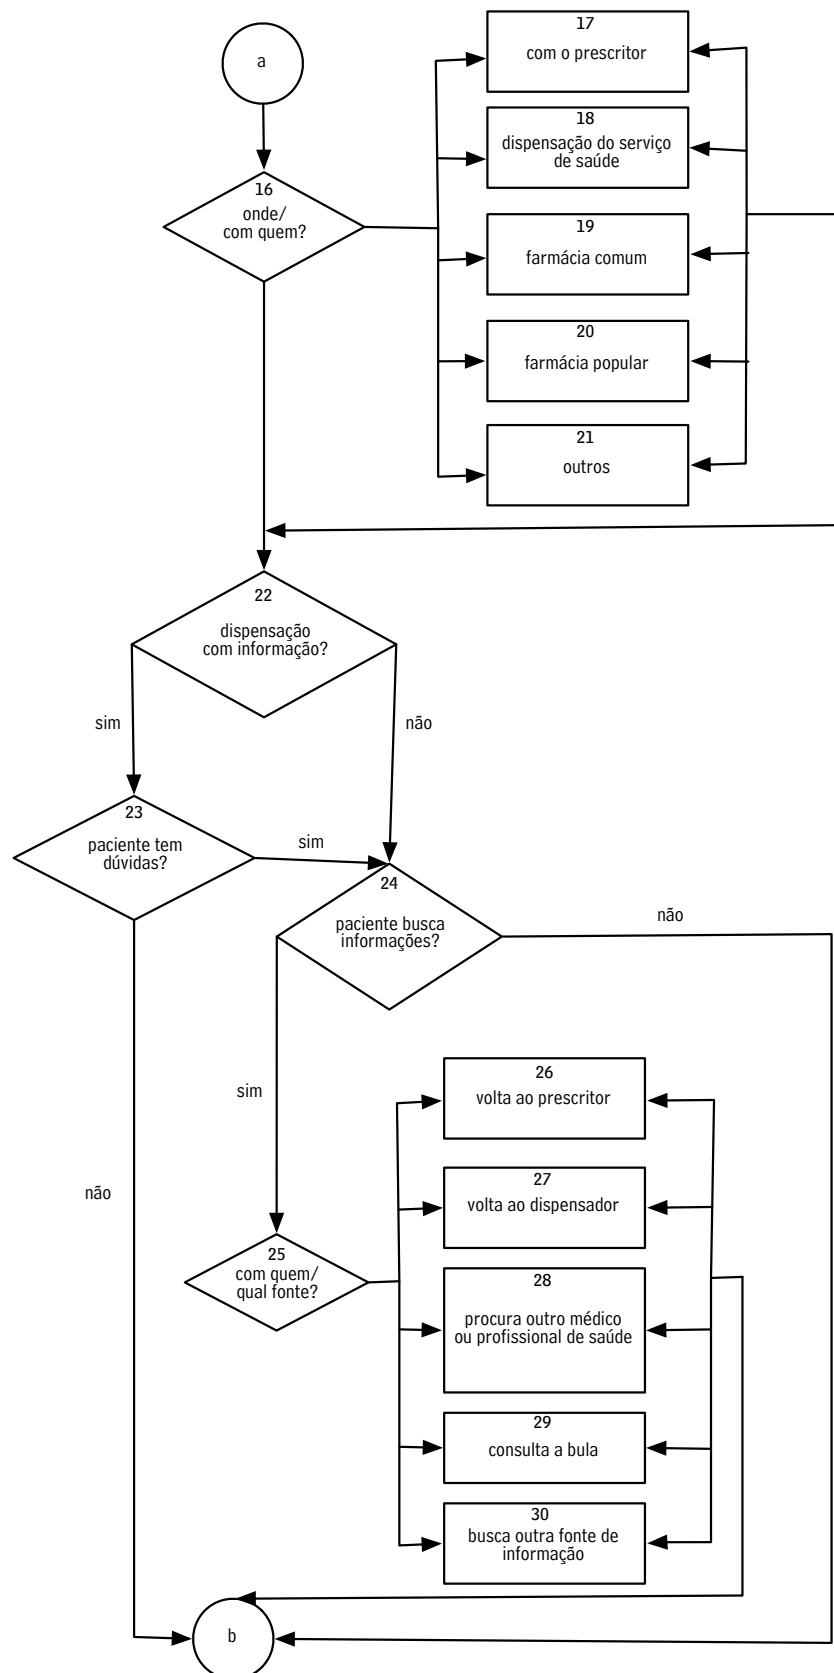 a
16
onde/
com quem?
17
com o prescritor
18
dispensação do serviço
de saúde
19
farmácia comum
20
farmácia popular
21
outros
22
dispensação
com informação?
sim
não
23
paciente tem
dúvidas?
sim
24
paciente busca
informações?
não
sim
não
25
com quem/
qual fonte?
26
volta ao prescritor
27
volta ao dispensador
28
procura outro médico
ou profissional de saúde
29
consulta a bula
30
busca outra fonte de
informação
b